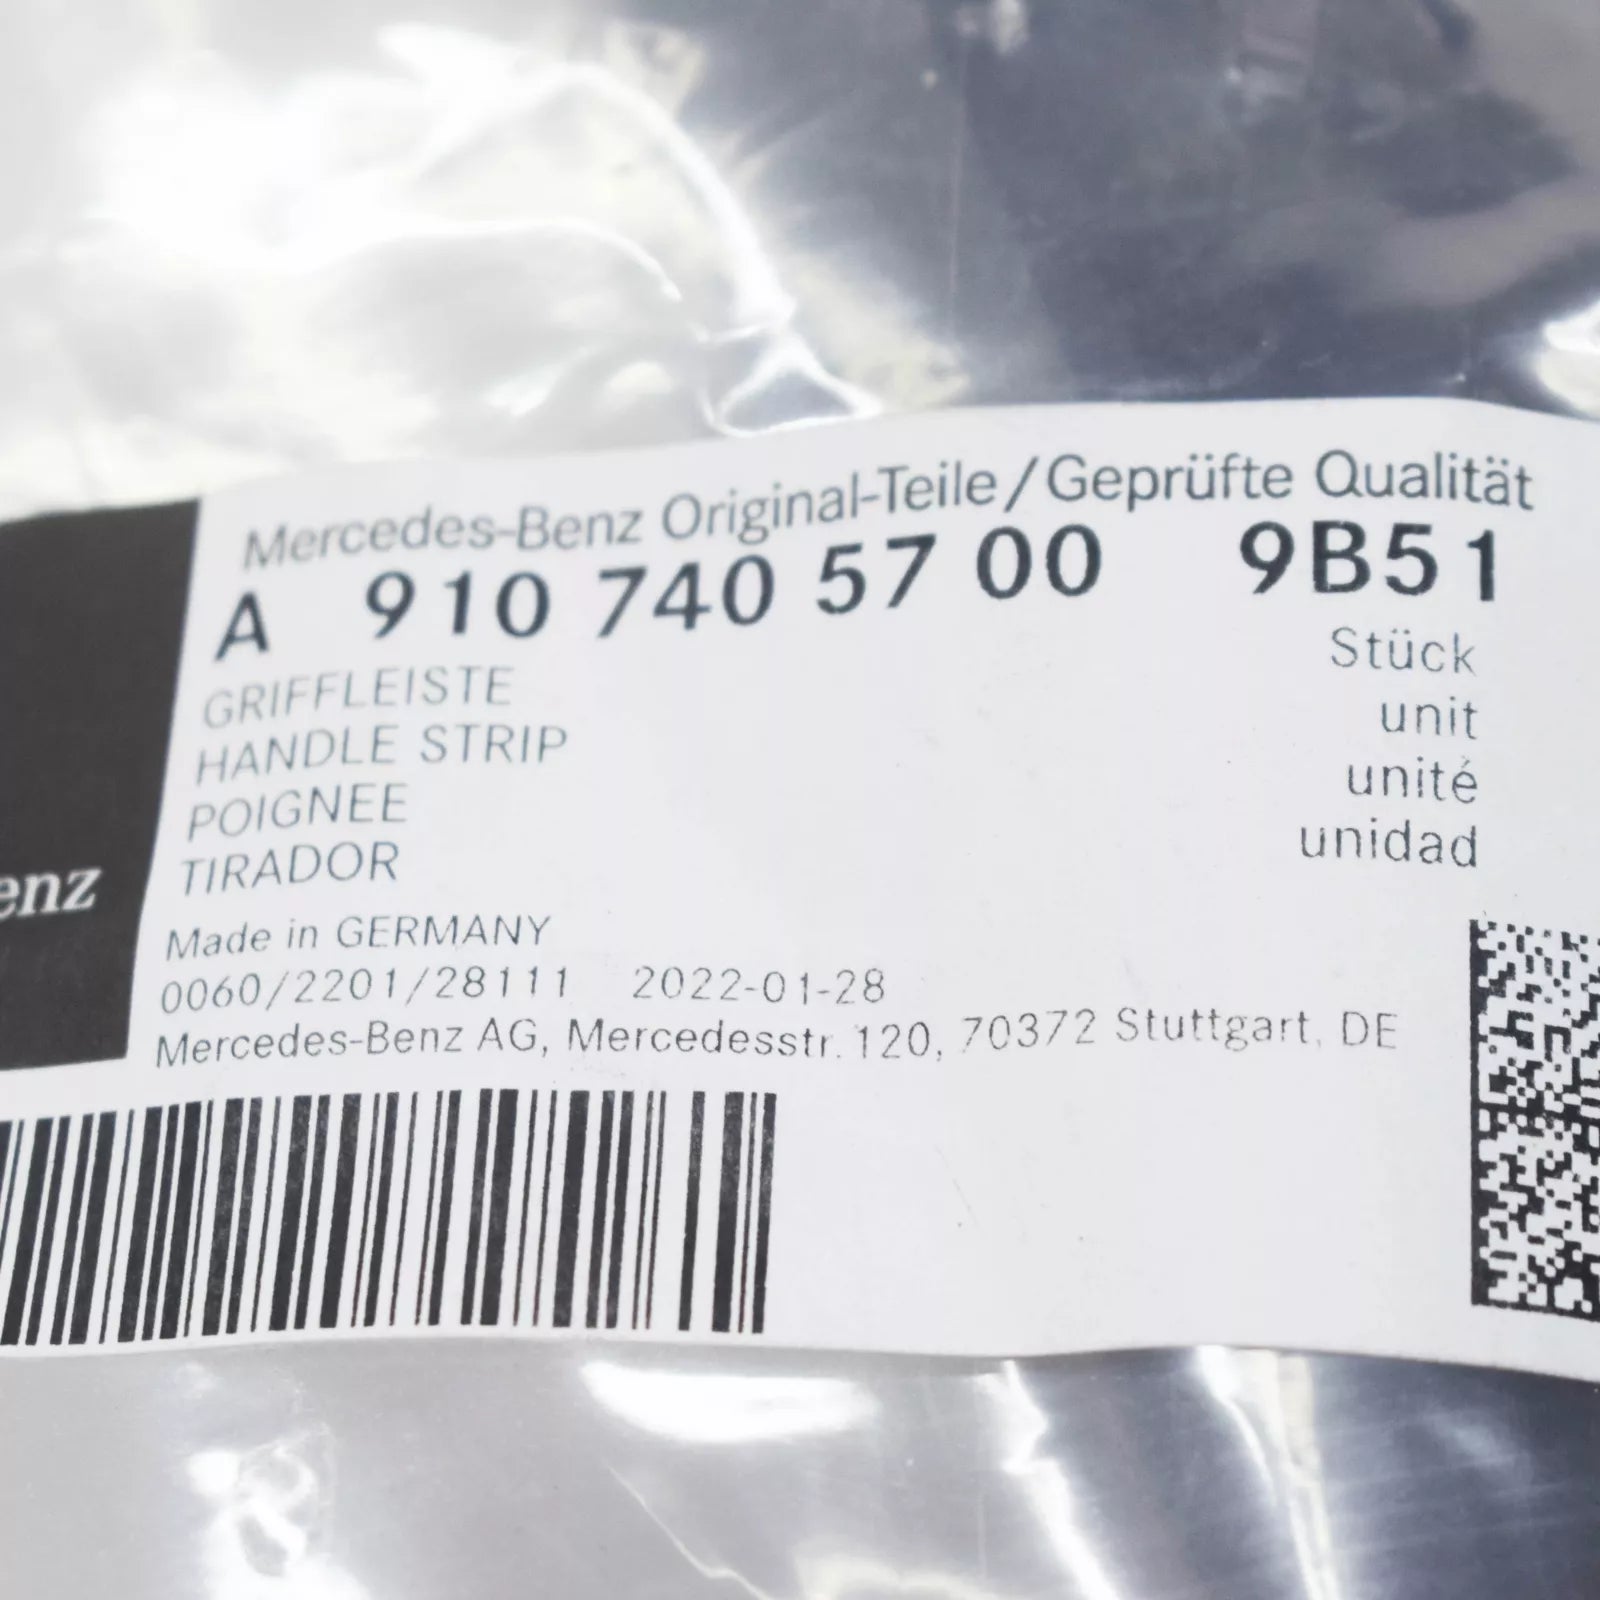 Mercedes-Benz Original-Teile/Geprüfte Qualität
A 910 740 57 00 9B51
GRIFFLEISTE
HANDLE STRIP
POIGNEE
TIRADOR
Stück
unit
unité
unidad
enz
Made in GERMANY
0060/2201/28111 2022-01-28
Mercedes-Benz AG, Mercedesstr. 120, 70372 Stuttgart, DE